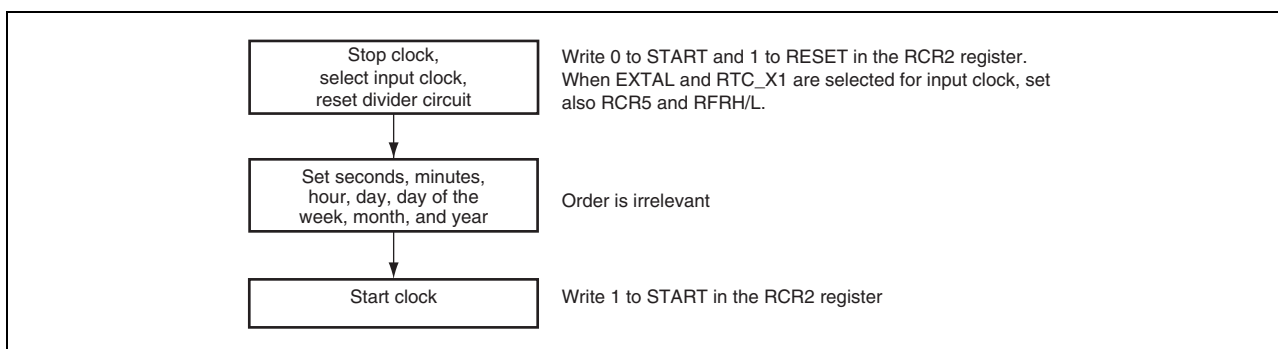 Stop clock,
select input clock,
reset divider circuit
Write 0 to START and 1 to RESET in the RCR2 register.
When EXTAL and RTC_X1 are selected for input clock, set
also RCR5 and RFRH/L.
Set seconds, minutes,
hour, day, day of the
week, month, and year
Order is irrelevant
Start clock
Write 1 to START in the RCR2 register